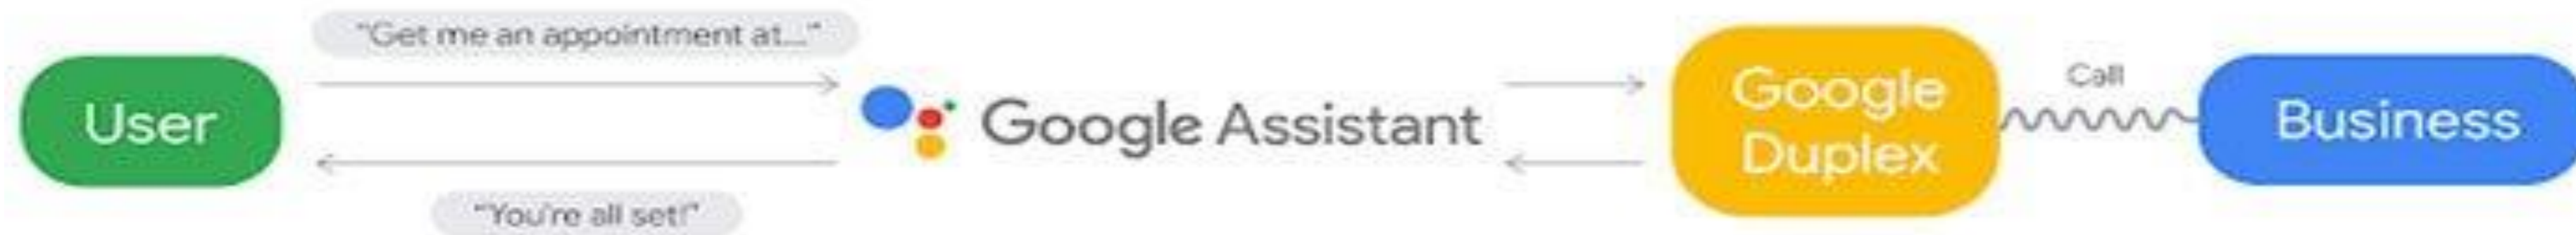 "Get me an appointment at..."
User
Google Assistant
"You're all set!"
Google
Duplex
Call
Business